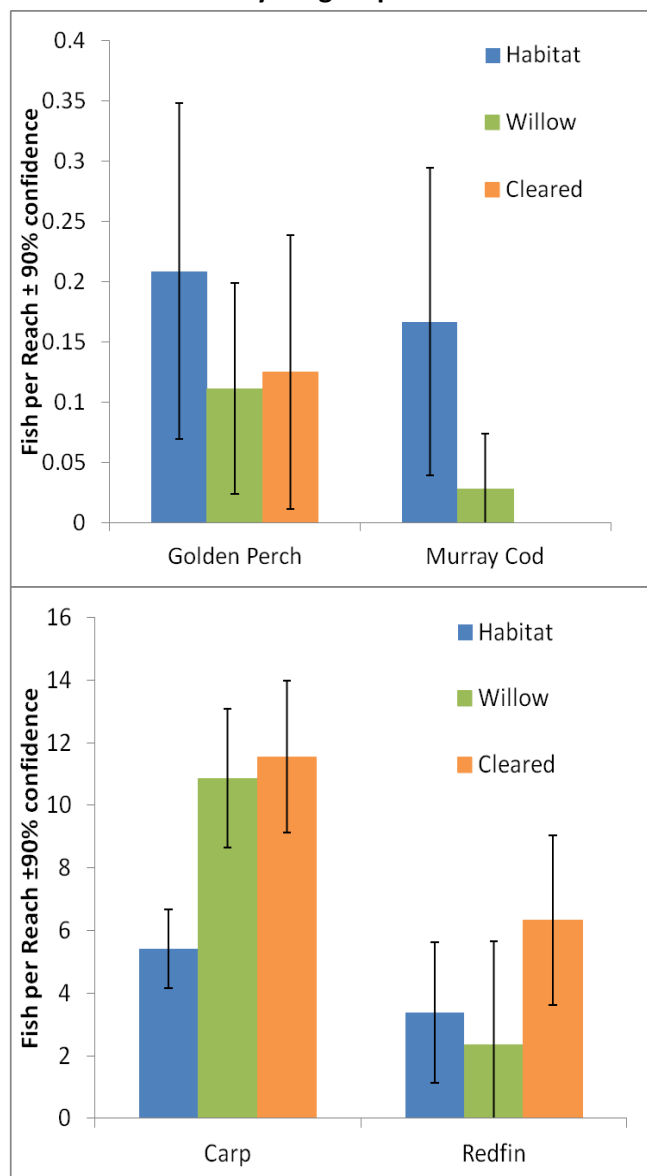 Fish per Reach ± 90% confidence
0.4
0.35
0.3
0.25
0.2
0.15
0.1
0.05
0
Habitat
Willow
Cleared
Golden Perch
Murray Cod
Fish per Reach ±90% confidence
16
14
12
10
8
6
4
2
0
Habitat
Willow
Cleared
Carp
Redfin